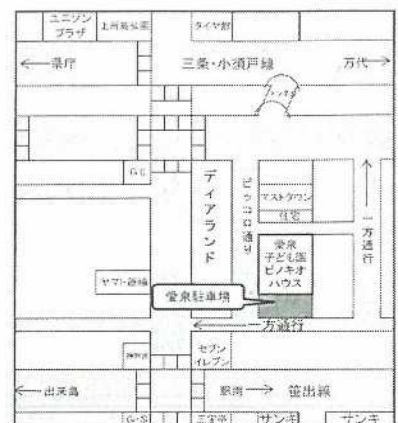 ユニゾン
プラザ
上所島公園
タイヤ館
←県庁
三条・小須戸線
万代→
G・S
ディアランド
ピッコロ通り
マストタウン
住宅
愛泉
子ども園
ピノキオ
ハウス
一方通行
ヤマト運輸
愛泉駐車場
←一方通行
セブン
イレブン
←出来島
駅南→
笹出線
G・S
サンキ
サンキ